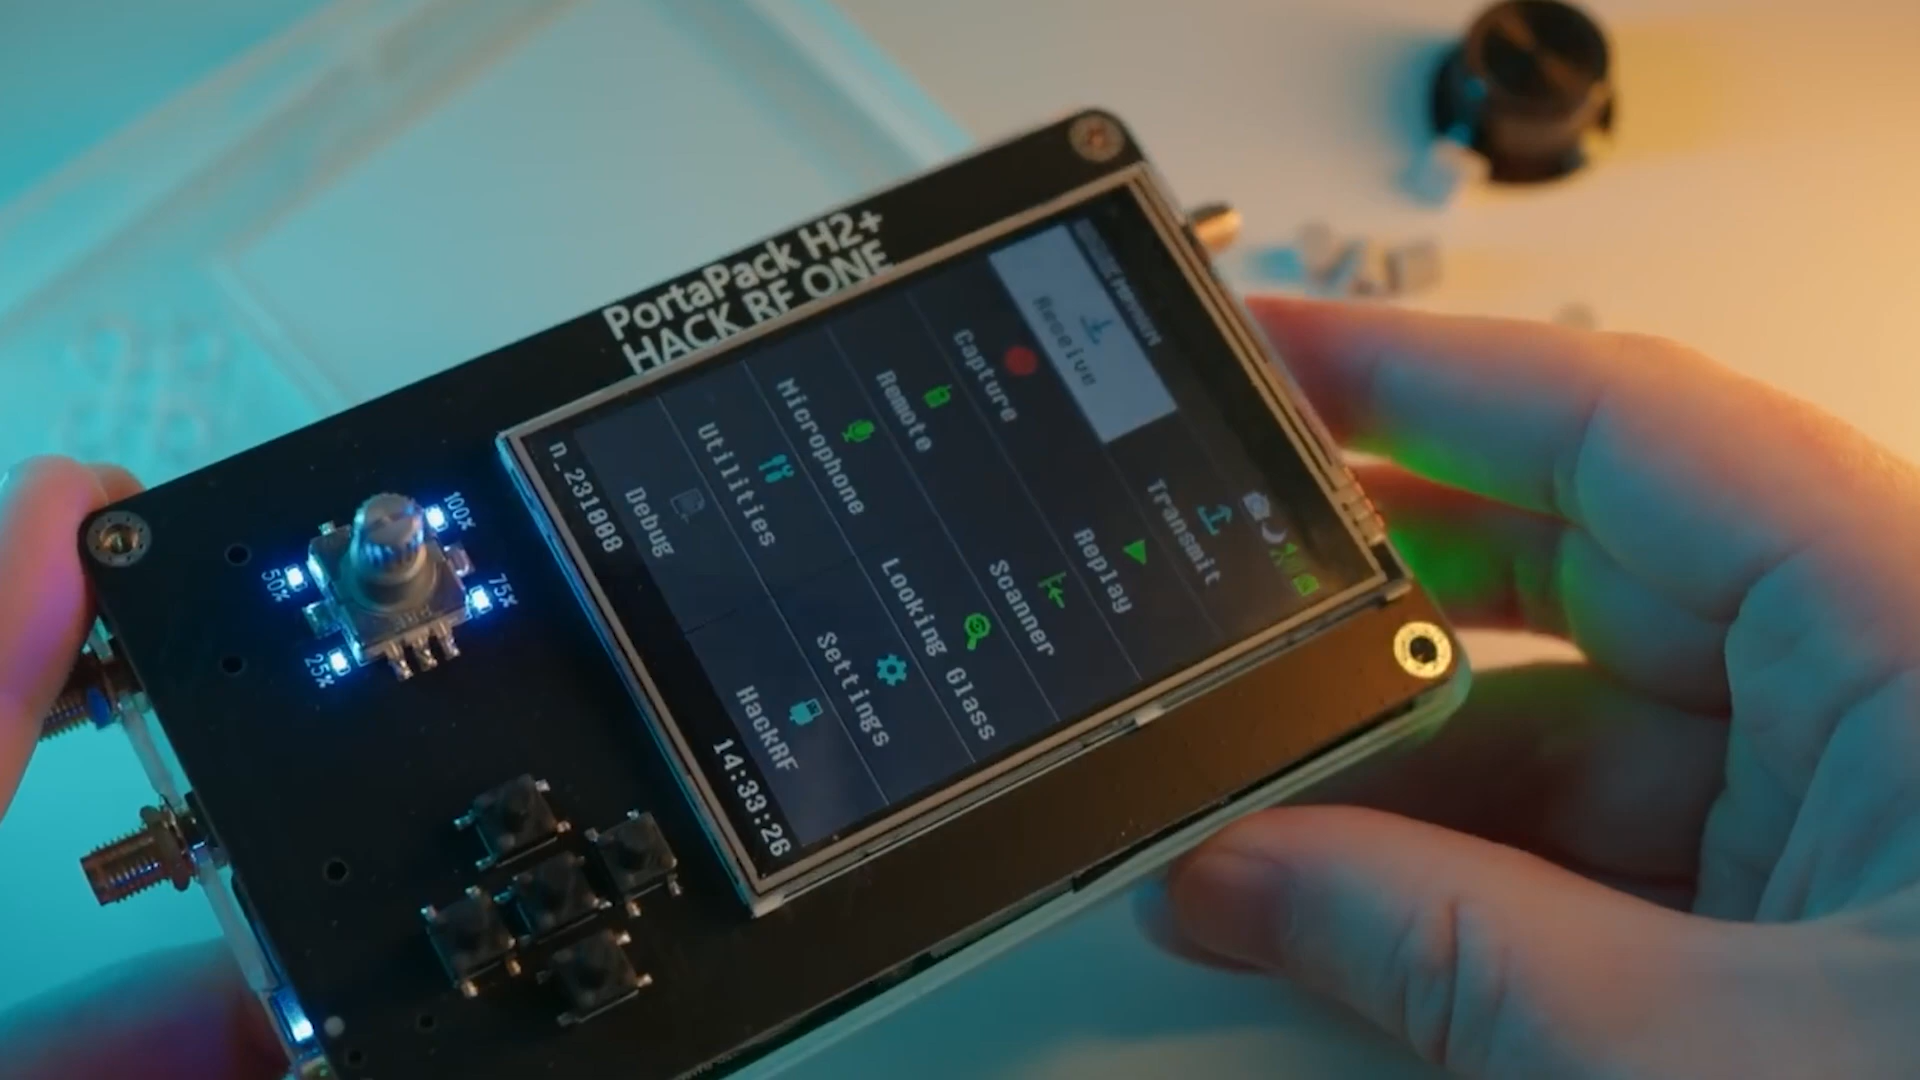 PortaPack H2+
HACK RF ONE
100%
50%
75%
25%
Receive
Transmit
Capture
Replay
Remote
Scanner
Microphone
Looking Glass
Utilities
Settings
Debug
HackRF
n_231008
14:33:26